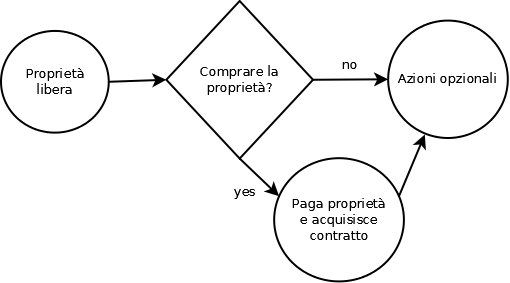 Proprietà
libera
Comprare la
proprietà?
no
Azioni opzionali
yes
Paga proprietà
e acquisisce
contratto